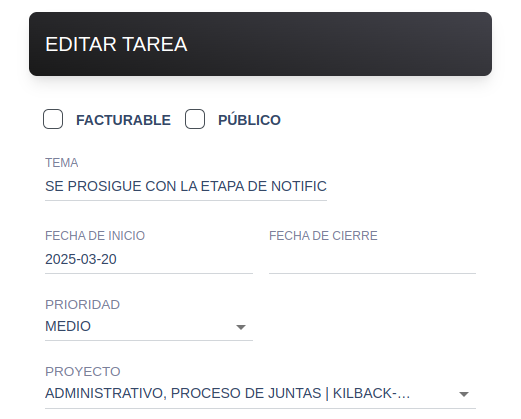 EDITAR TAREA
FACTURABLE PÚBLICO
TEMA
SE PROSIGUE CON LA ETAPA DE NOTIFIC
FECHA DE INICIO FECHA DE CIERRE
2025-03-20
PRIORIDAD
MEDIO
PROYECTO
ADMINISTRATIVO, PROCESO DE JUNTAS | KILBACK-...